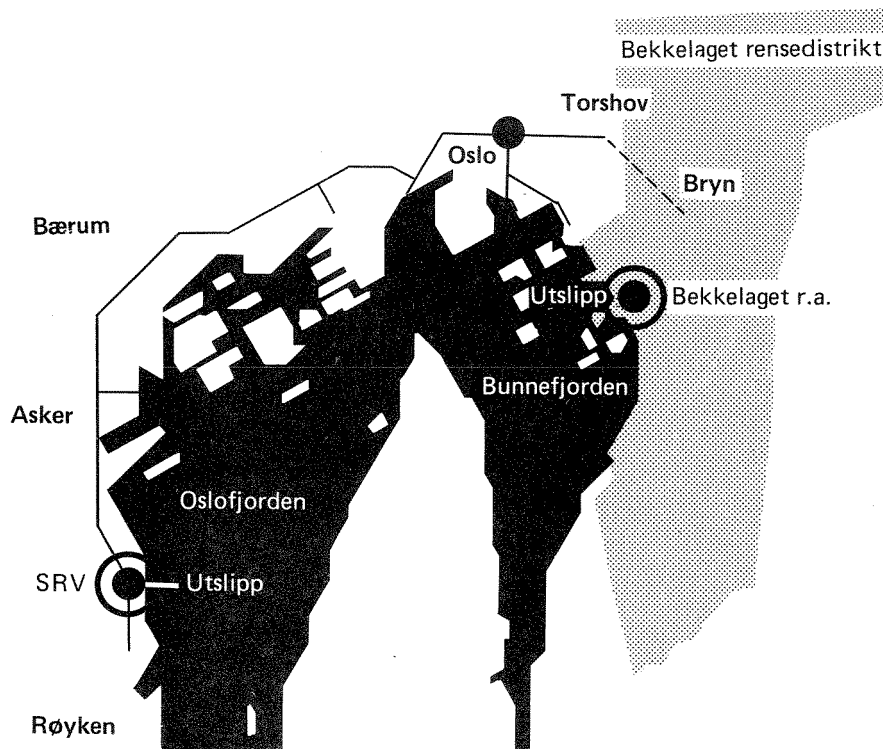 Bekkelaget rensedistrikt
Torshov
Oslo
Bryn
Bærum
Utslipp
Bekkelaget r.a.
Bunnefjorden
Asker
Oslofjorden
SRV
Utslipp
Røyken